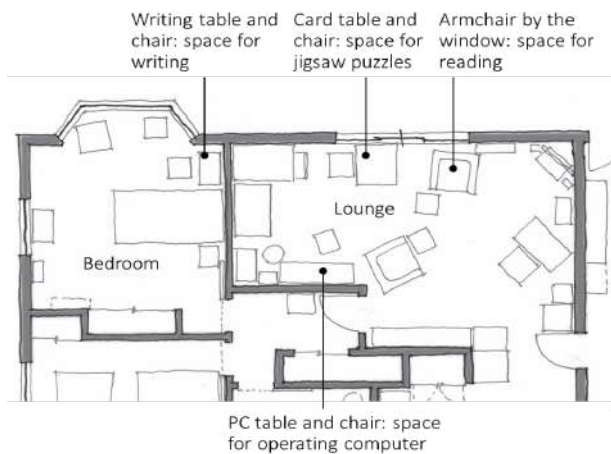 Writing table and
chair: space for
writing
Card table and
chair: space for
jigsaw puzzles
Armchair by the
window: space for
reading
Lounge
Bedroom
PC table and chair: space
for operating computer